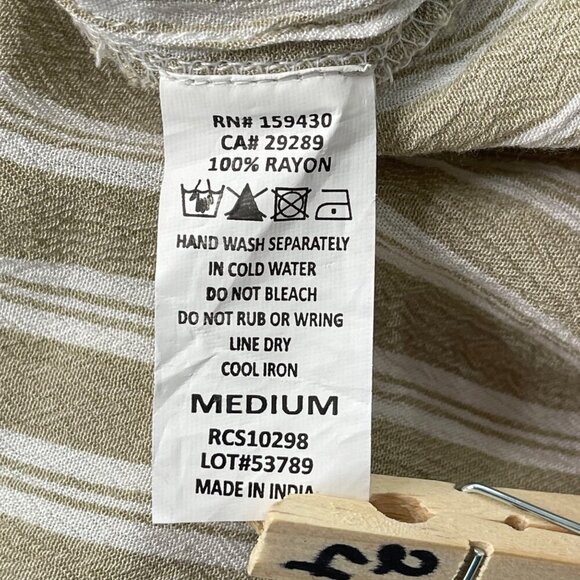 RN# 159430
CA# 29289
100% RAYON
HAND WASH SEPARATELY
IN COLD WATER
DO NOT BLEACH
DO NOT RUB OR WRING
LINE DRY
COOL IRON
MEDIUM
RCS10298
LOT#53789
MADE IN INDIA
24